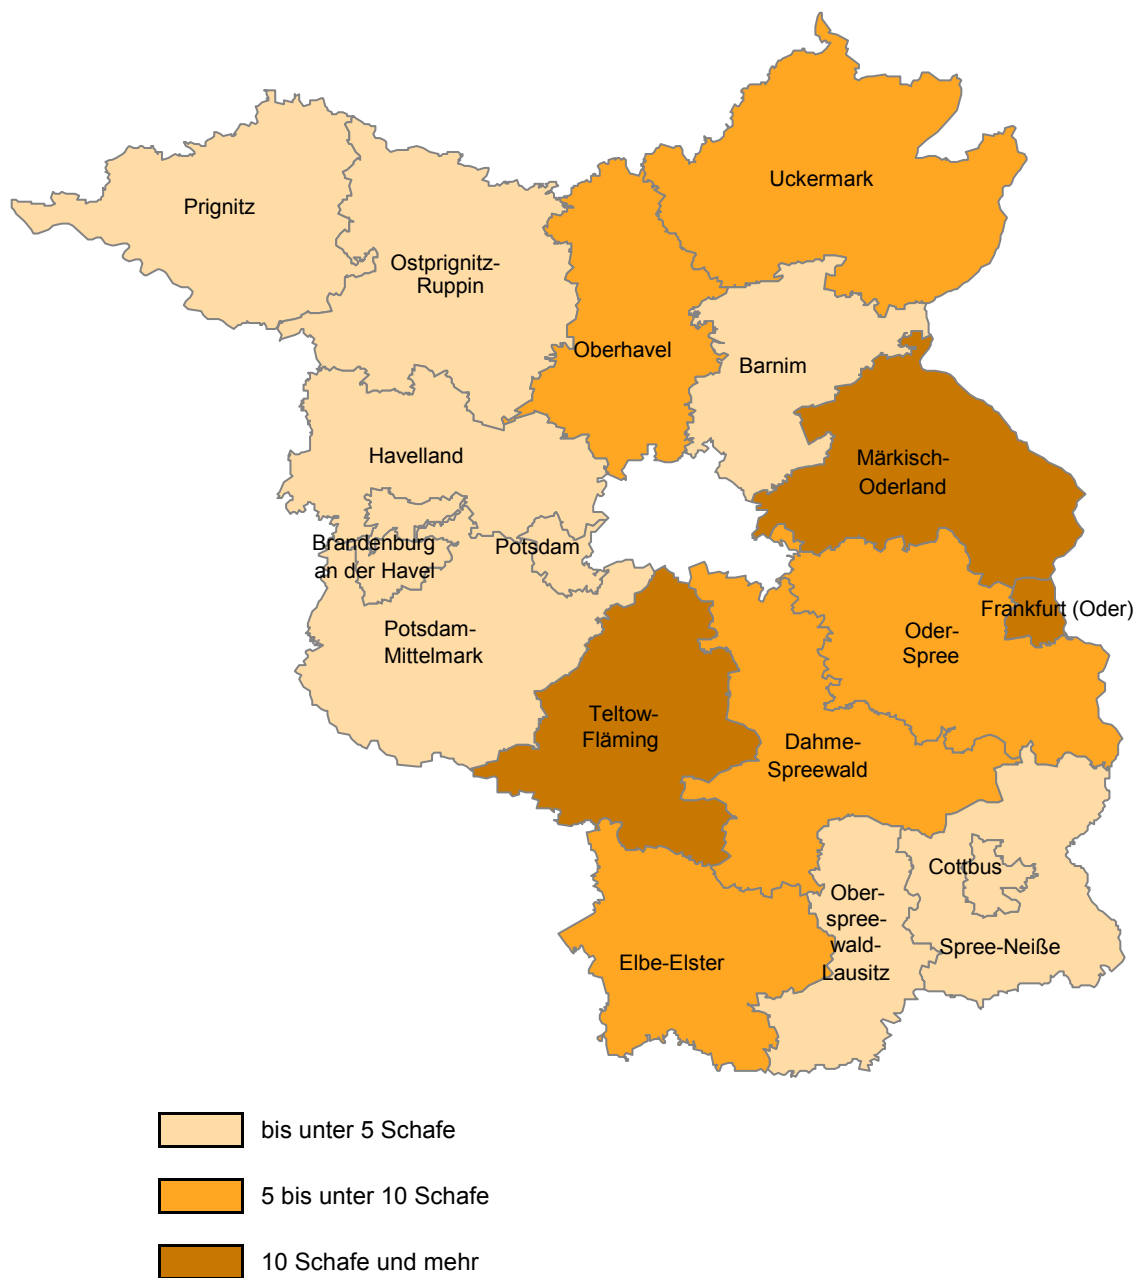 Uckermark
Prignitz
Ostprignitz-
Ruppin
Oberhavel
Barnim
Havelland
Märkisch-
Oderland
Brandenburg
an der Havel
Potsdam
Frankfurt (Oder)
Potsdam-
Mittelmark
Oder-
Spree
Teltow-
Fläming
Dahme-
Spreewald
Cottbus
Ober-
spree-
wald-
Lausitz
Spree-Neiße
Elbe-Elster
bis unter 5 Schafe
5 bis unter 10 Schafe
10 Schafe und mehr